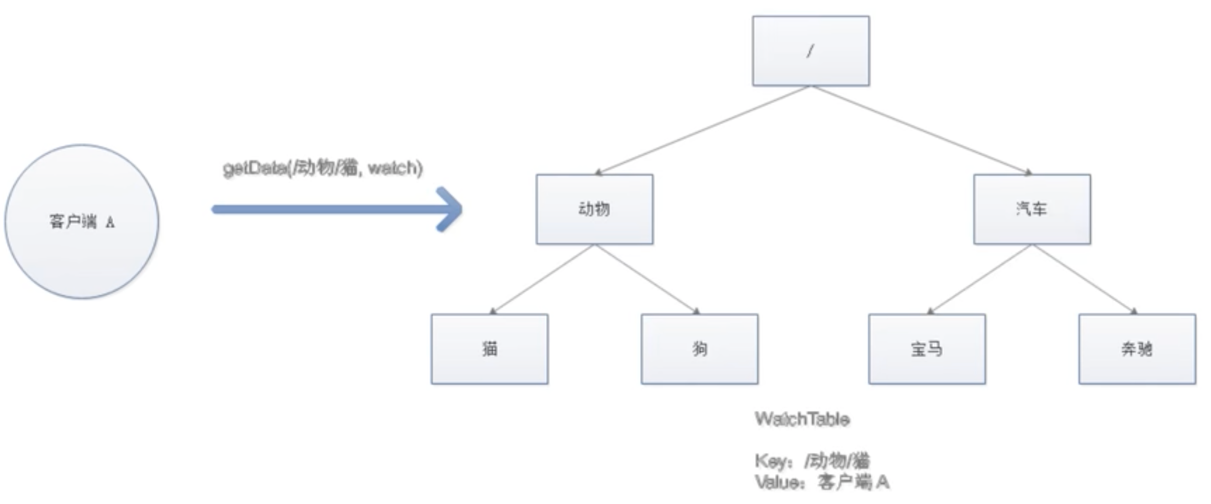 /
getData(/动物/猫, watch)
客户端 A
动物
汽车
猫
狗
宝马
奔驰
WatchTable
Key：/动物/猫
Value：客户端 A